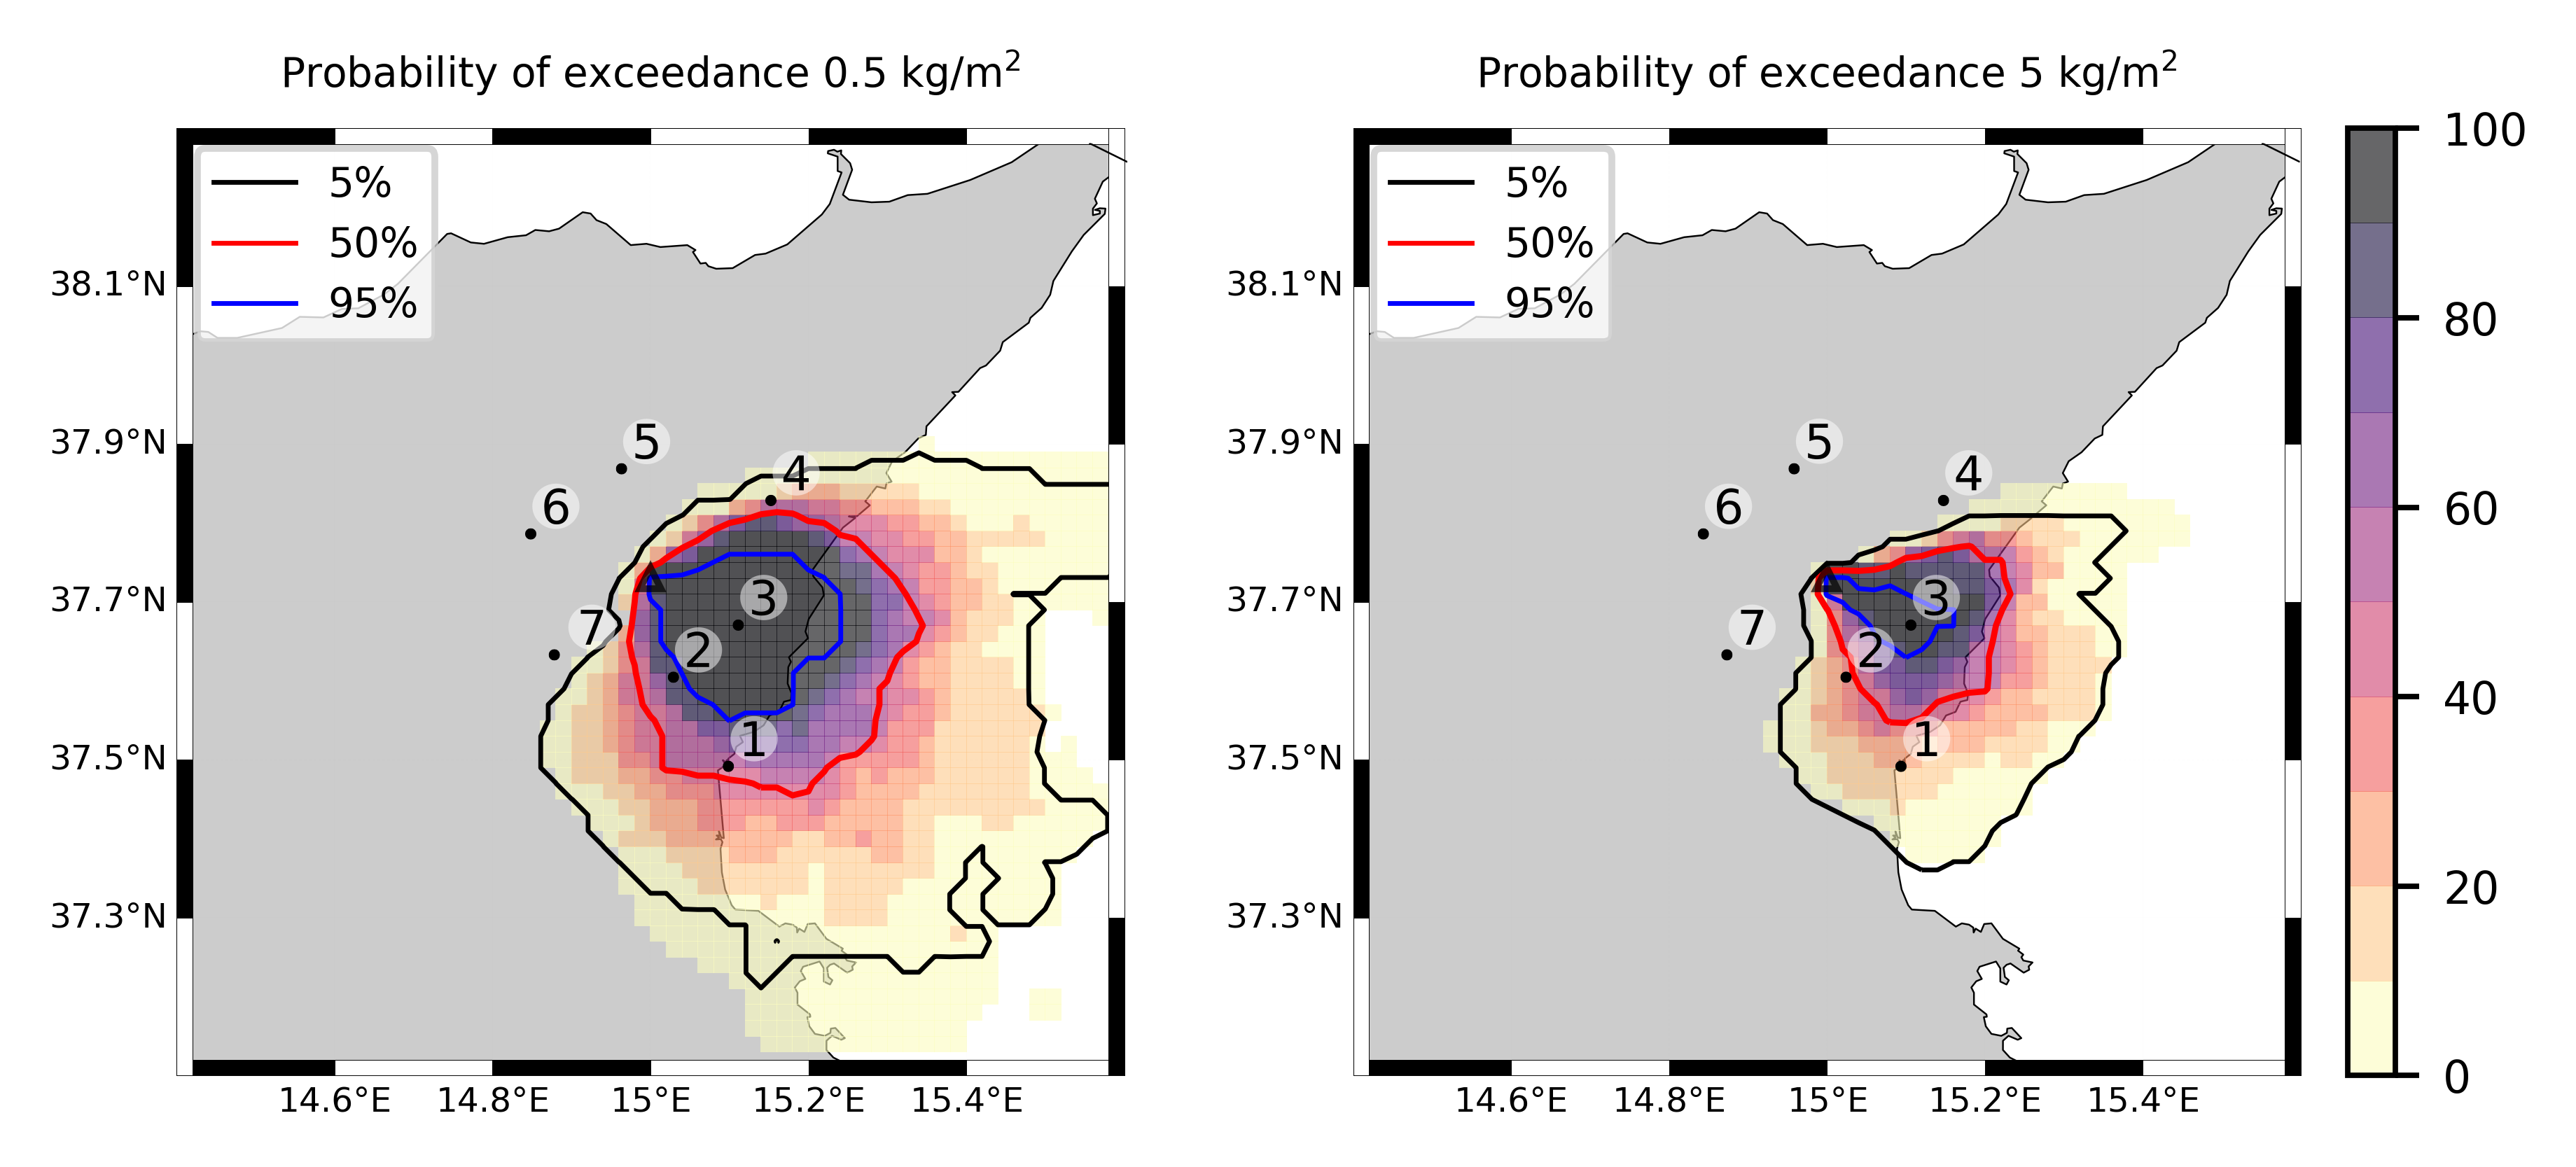 Probability of exceedance 0.5 kg/m²
5%
50%
95%
38.1°N
37.9°N
37.7°N
37.5°N
37.3°N
5
4
6
3
7
2
1
14.6°E 14.8°E 15°E 15.2°E 15.4°E
Probability of exceedance 5 kg/m²
5%
50%
95%
38.1°N
37.9°N
37.7°N
37.5°N
37.3°N
5
4
6
3
7
2
1
14.6°E 14.8°E 15°E 15.2°E 15.4°E
100
80
60
40
20
0